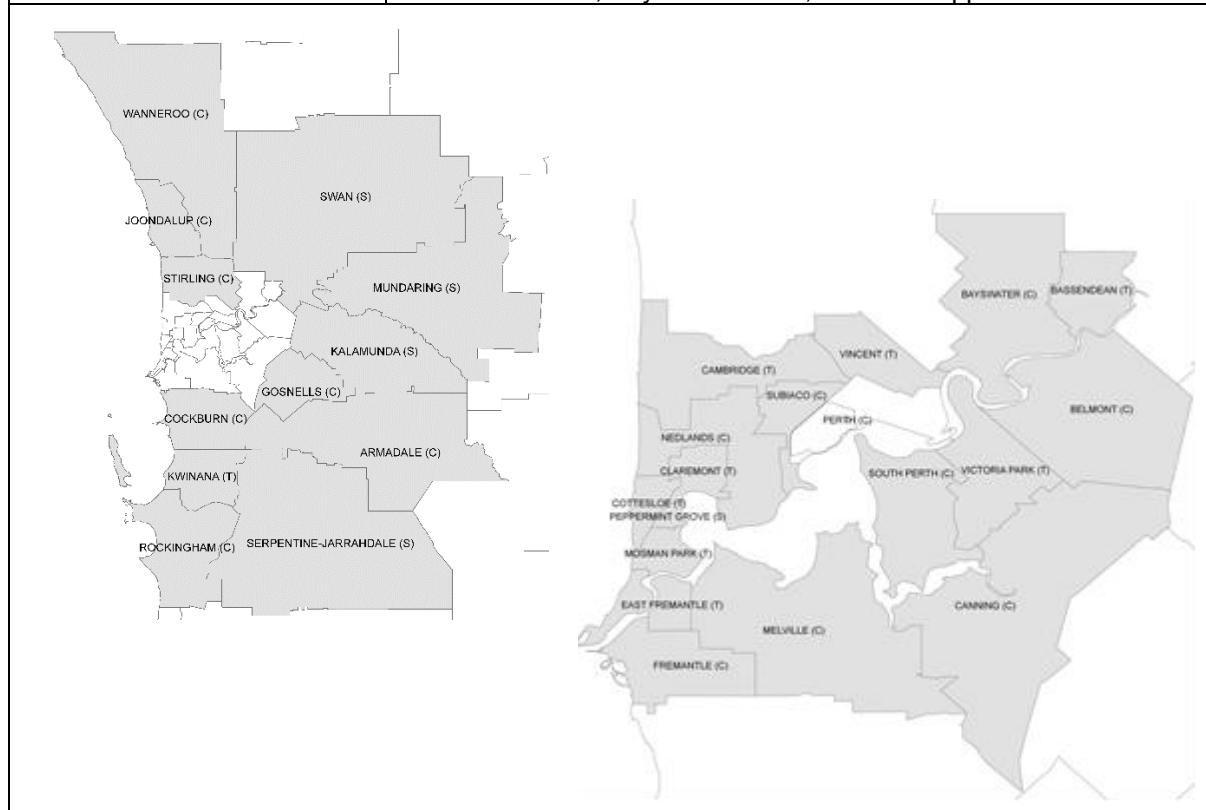 WANNEROO (C)
SWAN (S)
JOONDALUP (C)
STIRLING (C)
MUNDARING (S)
KALAMUNDA (S)
GOSNELLS (C)
COCKBURN (C)
ARMADALE (C)
KWINANA (T)
ROCKINGHAM (C)
SERPENTINE-JARRAHDALE (S)
BAYSWATER (C)
BASSENDEAN (T)
VINCENT (T)
CAMBRIDGE (T)
SUBIACO (C)
BELMONT (C)
PERTH (C)
NEDLANDS (C)
CLAREMONT (T)
SOUTH PERTH (C)
VICTORIA PARK (T)
COTTESLOE (T)
PEPPERMINT GROVE (S)
MOSMAN PARK (T)
EAST FREMANTLE (T)
CANNING (C)
MELVILLE (C)
FREMANTLE (C)